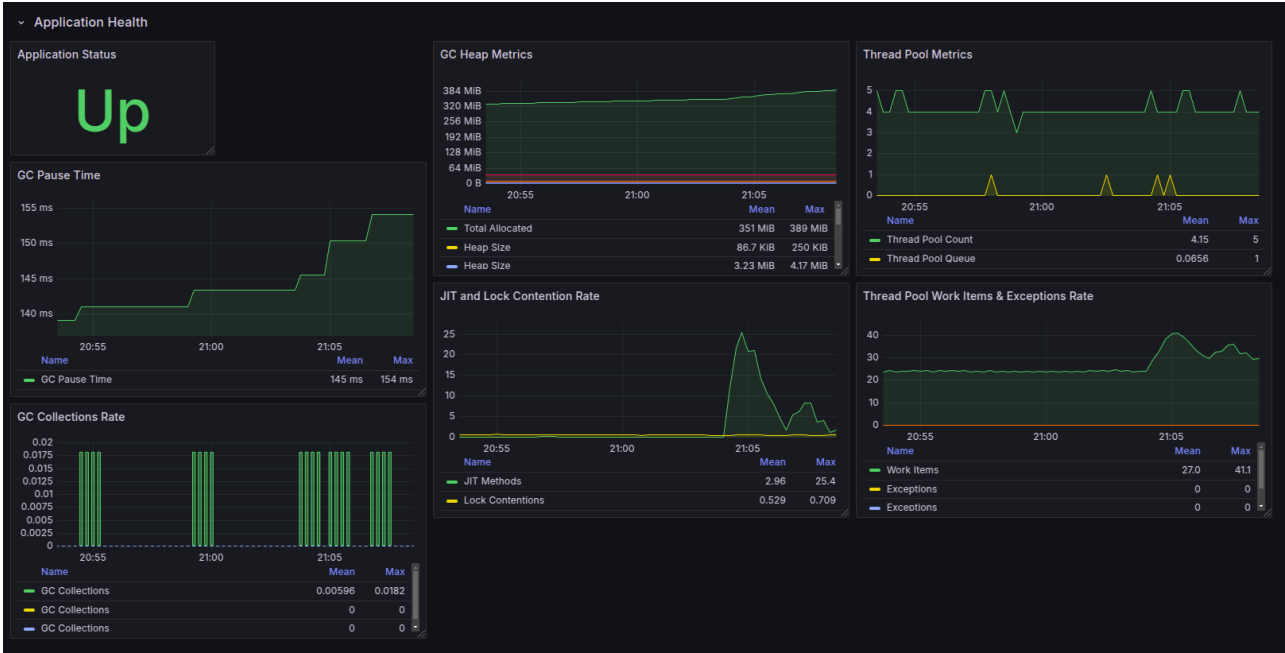 Application Health
Application Status
Up
GC Pause Time
155 ms
150 ms
145 ms
140 ms
20:55 21:00 21:05
Name Mean Max
GC Pause Time 145 ms 154 ms
GC Collections Rate
0.02
0.0175
0.015
0.0125
0.01
0.0075
0.005
0.0025
0
20:55 21:00 21:05
Name Mean Max
GC Collections 0.00596 0.0182
GC Collections 0 0
GC Collections 0 0
GC Heap Metrics
384 MiB
320 MiB
256 MiB
192 MiB
128 MiB
64 MiB
0 B
20:55 21:00 21:05
Name Mean Max
Total Allocated 351 MiB 389 MiB
Heap Size 86.7 KiB 250 KiB
Heap Size 3.23 MiB 4.17 MiB
JIT and Lock Contention Rate
25
20
15
10
5
0
20:55 21:00 21:05
Name Mean Max
JIT Methods 2.96 25.4
Lock Contentions 0.529 0.709
Thread Pool Metrics
5
4
3
2
1
0
20:55 21:00 21:05
Name Mean Max
Thread Pool Count 4.15 5
Thread Pool Queue 0.0656 1
Thread Pool Work Items & Exceptions Rate
40
30
20
10
0
20:55 21:00 21:05
Name Mean Max
Work Items 27.0 41.1
Exceptions 0 0
Exceptions 0 0